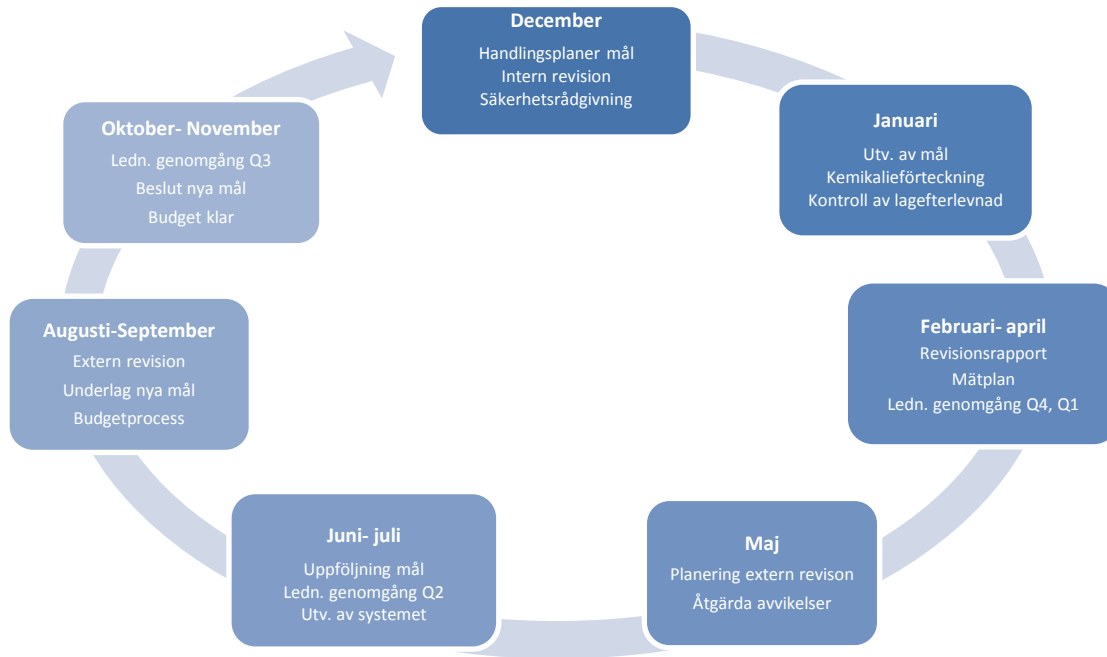 December
Handlingsplaner mål
Intern revision
Säkerhetsrådgivning
Januari
Utv. av mål
Kemikalieförteckning
Kontroll av lagefterlevnad
Februari- april
Revisionsrapport
Mätplan
Ledn. genomgång Q4, Q1
Maj
Planering extern revison
Åtgärda avvikelser
Juni- juli
Uppföljning mål
Ledn. genomgång Q2
Utv. av systemet
Augusti-September
Extern revision
Underlag nya mål
Budgetprocess
Oktober- November
Ledn. genomgång Q3
Beslut nya mål
Budget klar